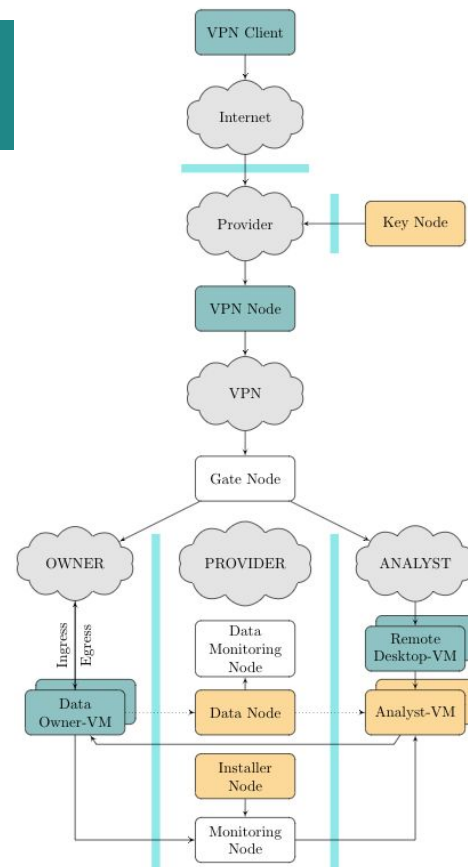 VPN Client
Internet
Provider
Key Node
VPN Node
VPN
Gate Node
OWNER
PROVIDER
ANALYST
Ingress
Egress
Data
Monitoring
Node
Remote
Desktop-VM
Data
Owner-VM
Data Node
Analyst-VM
Installer
Node
Monitoring
Node